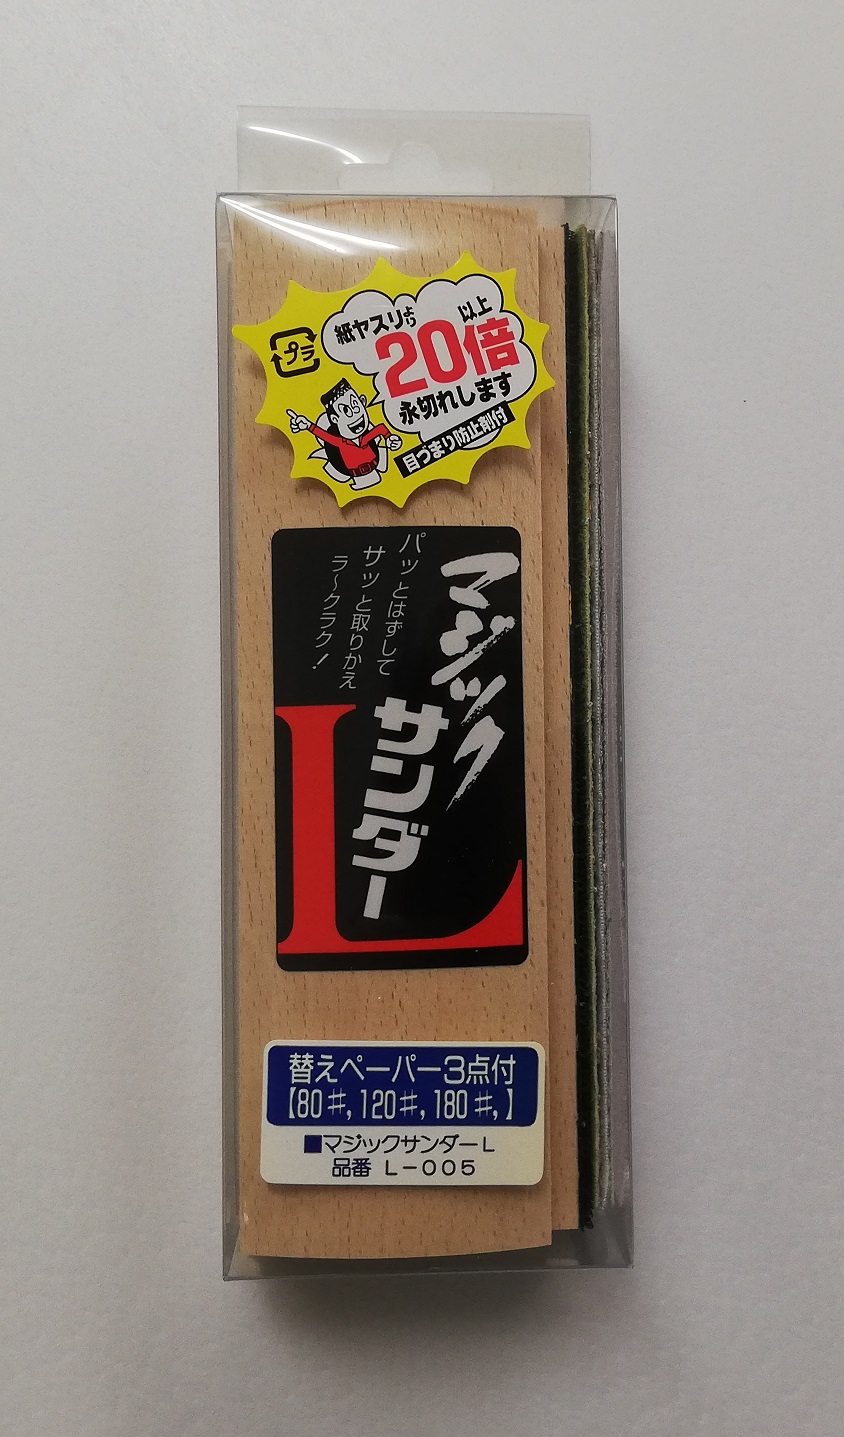 プラ
紙ヤスリより
20倍以上
永切れします
目づまり防止剤付
マジック
サンダー
L
パッとはずして
サッと取りかえ
ラ〜クラク！
替えペーパー3点付
【80♯,120♯,180♯,】
■マジックサンダーL
品番 L-005